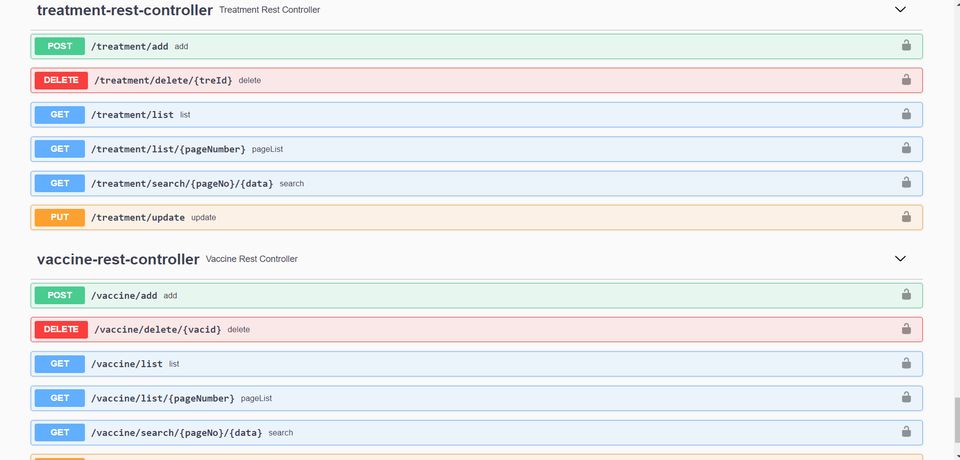 treatment-rest-controller Treatment Rest Controller
POST /treatment/add add
DELETE /treatment/delete/{treId} delete
GET /treatment/list list
GET /treatment/list/{pageNumber} pageList
GET /treatment/search/{pageNo}/{data} search
PUT /treatment/update update
vaccine-rest-controller Vaccine Rest Controller
POST /vaccine/add add
DELETE /vaccine/delete/{vacid} delete
GET /vaccine/list list
GET /vaccine/list/{pageNumber} pageList
GET /vaccine/search/{pageNo}/{data} search